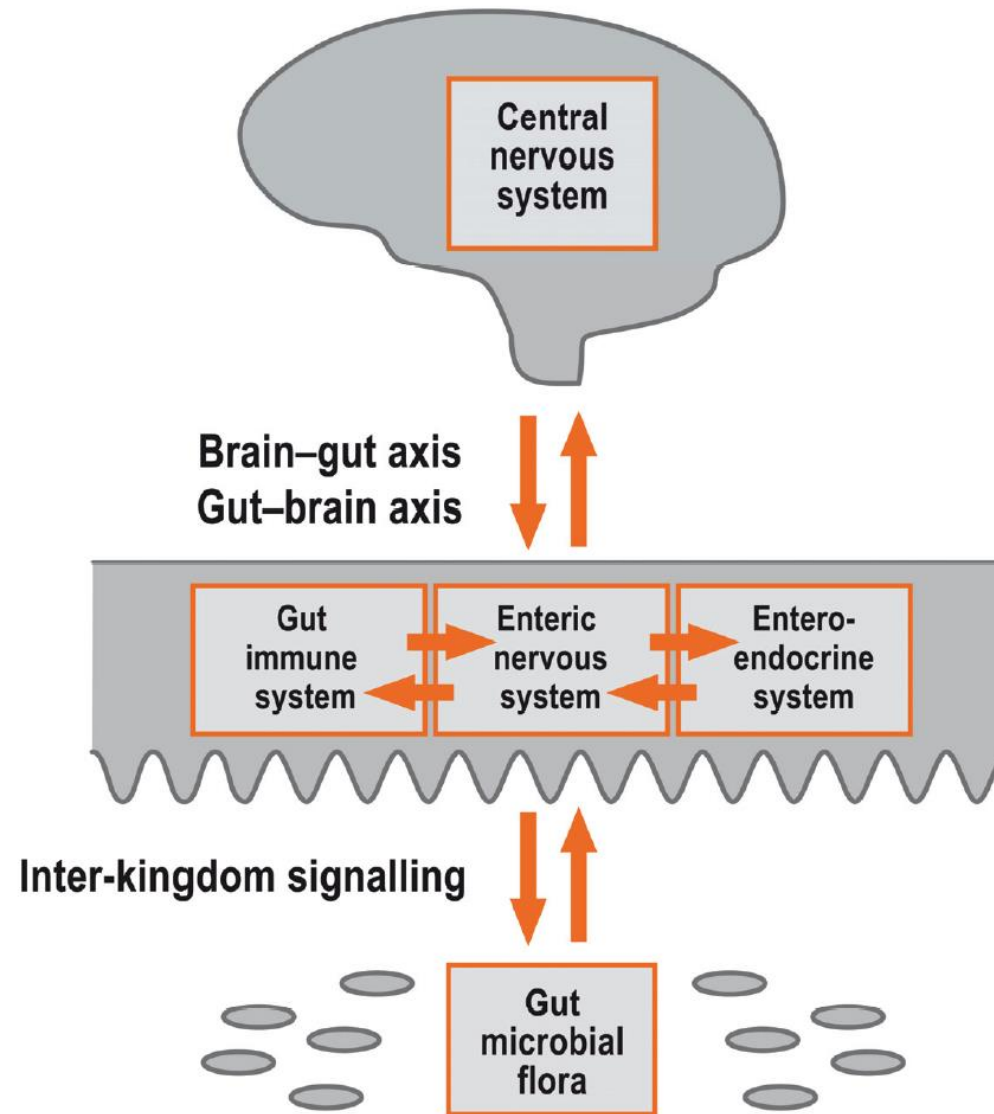 Central
nervous
system
Brain–gut axis
Gut–brain axis
Gut
immune
system
Enteric
nervous
system
Entero-
endocrine
system
Inter-kingdom signalling
Gut
microbial
flora